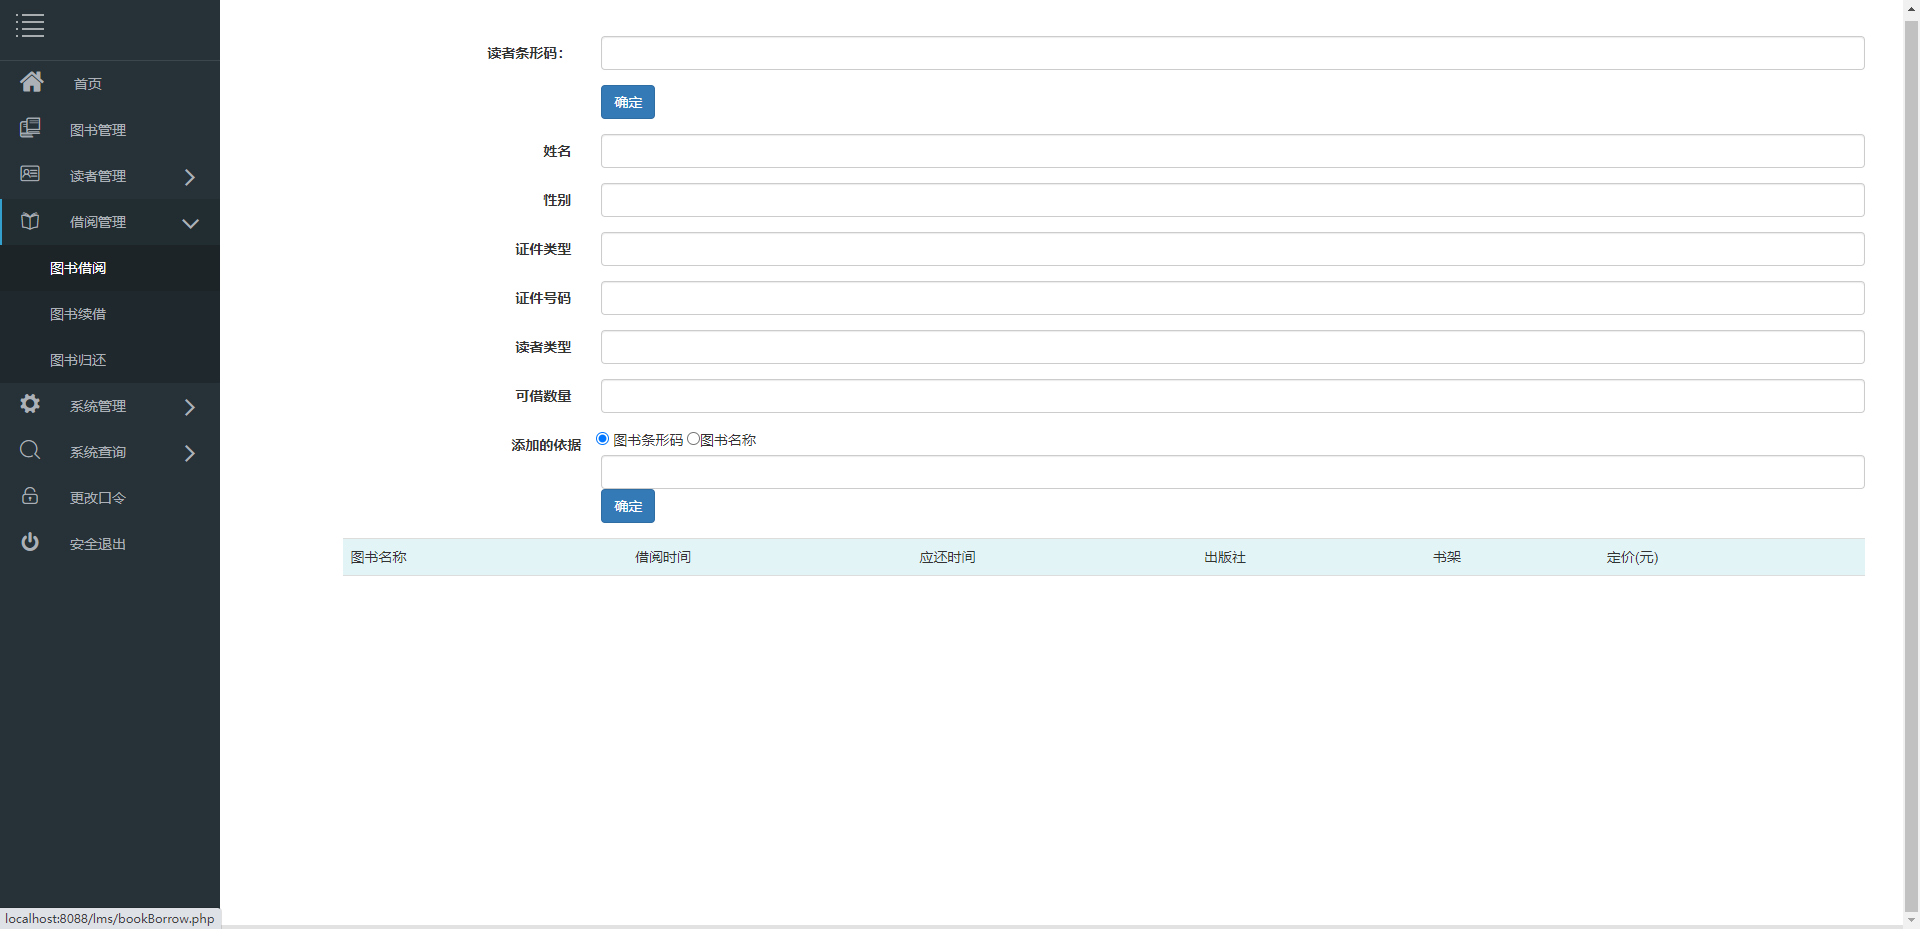 首页
图书管理
读者管理
借阅管理
图书借阅
图书续借
图书归还
系统管理
系统查询
更改口令
安全退出
读者条形码：
确定
姓名
性别
证件类型
证件号码
读者类型
可借数量
添加的依据 图书条形码 图书名称
确定
图书名称 借阅时间 应还时间 出版社 书架 定价(元)
localhost:8088/lms/bookBorrow.php